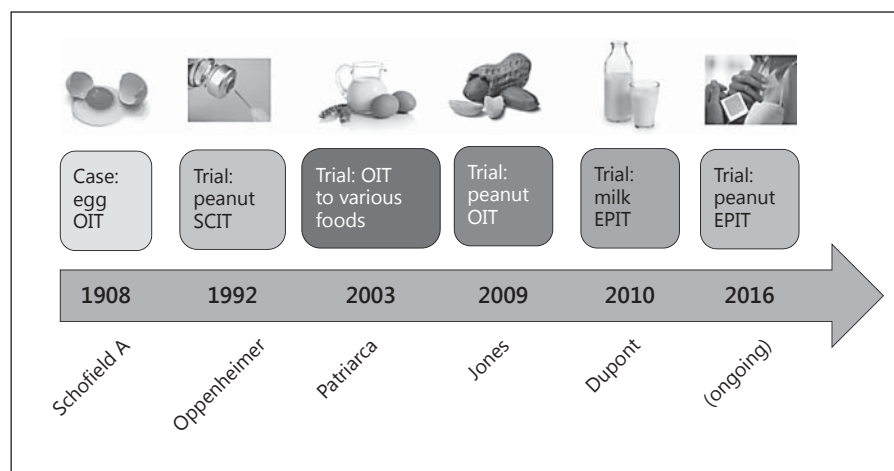 Case:
egg
OIT
Trial:
peanut
SCIT
Trial: OIT
to various
foods
Trial:
peanut
OIT
Trial:
milk
EPIT
Trial:
peanut
EPIT
1908
1992
2003
2009
2010
2016
Schofield A
Oppenheimer
Patriarca
Jones
Dupont
(ongoing)